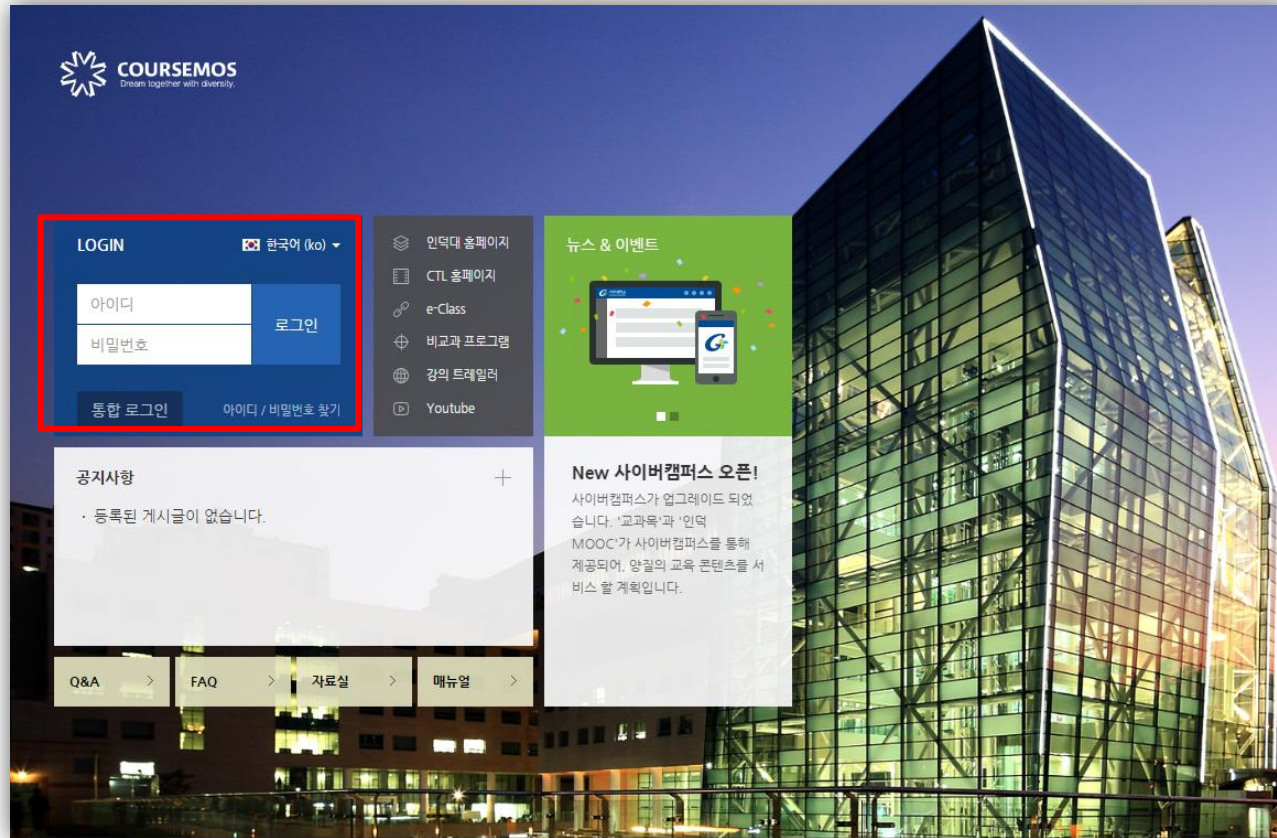 COURSEMOS
Dream together with diversity.
LOGIN
한국어 (ko)
아이디
비밀번호
로그인
통합 로그인
아이디 / 비밀번호 찾기
인덕대 홈페이지
CTL 홈페이지
e-Class
비교과 프로그램
강의 트레일러
Youtube
뉴스 & 이벤트
공지사항
· 등록된 게시글이 없습니다.
New 사이버캠퍼스 오픈!
사이버캠퍼스가 업그레이드 되었
습니다. '교과목'과 '인덕
MOOC'가 사이버캠퍼스를 통해
제공되어, 양질의 교육 콘텐츠를 서
비스 할 계획입니다.
Q&A
FAQ
자료실
매뉴얼